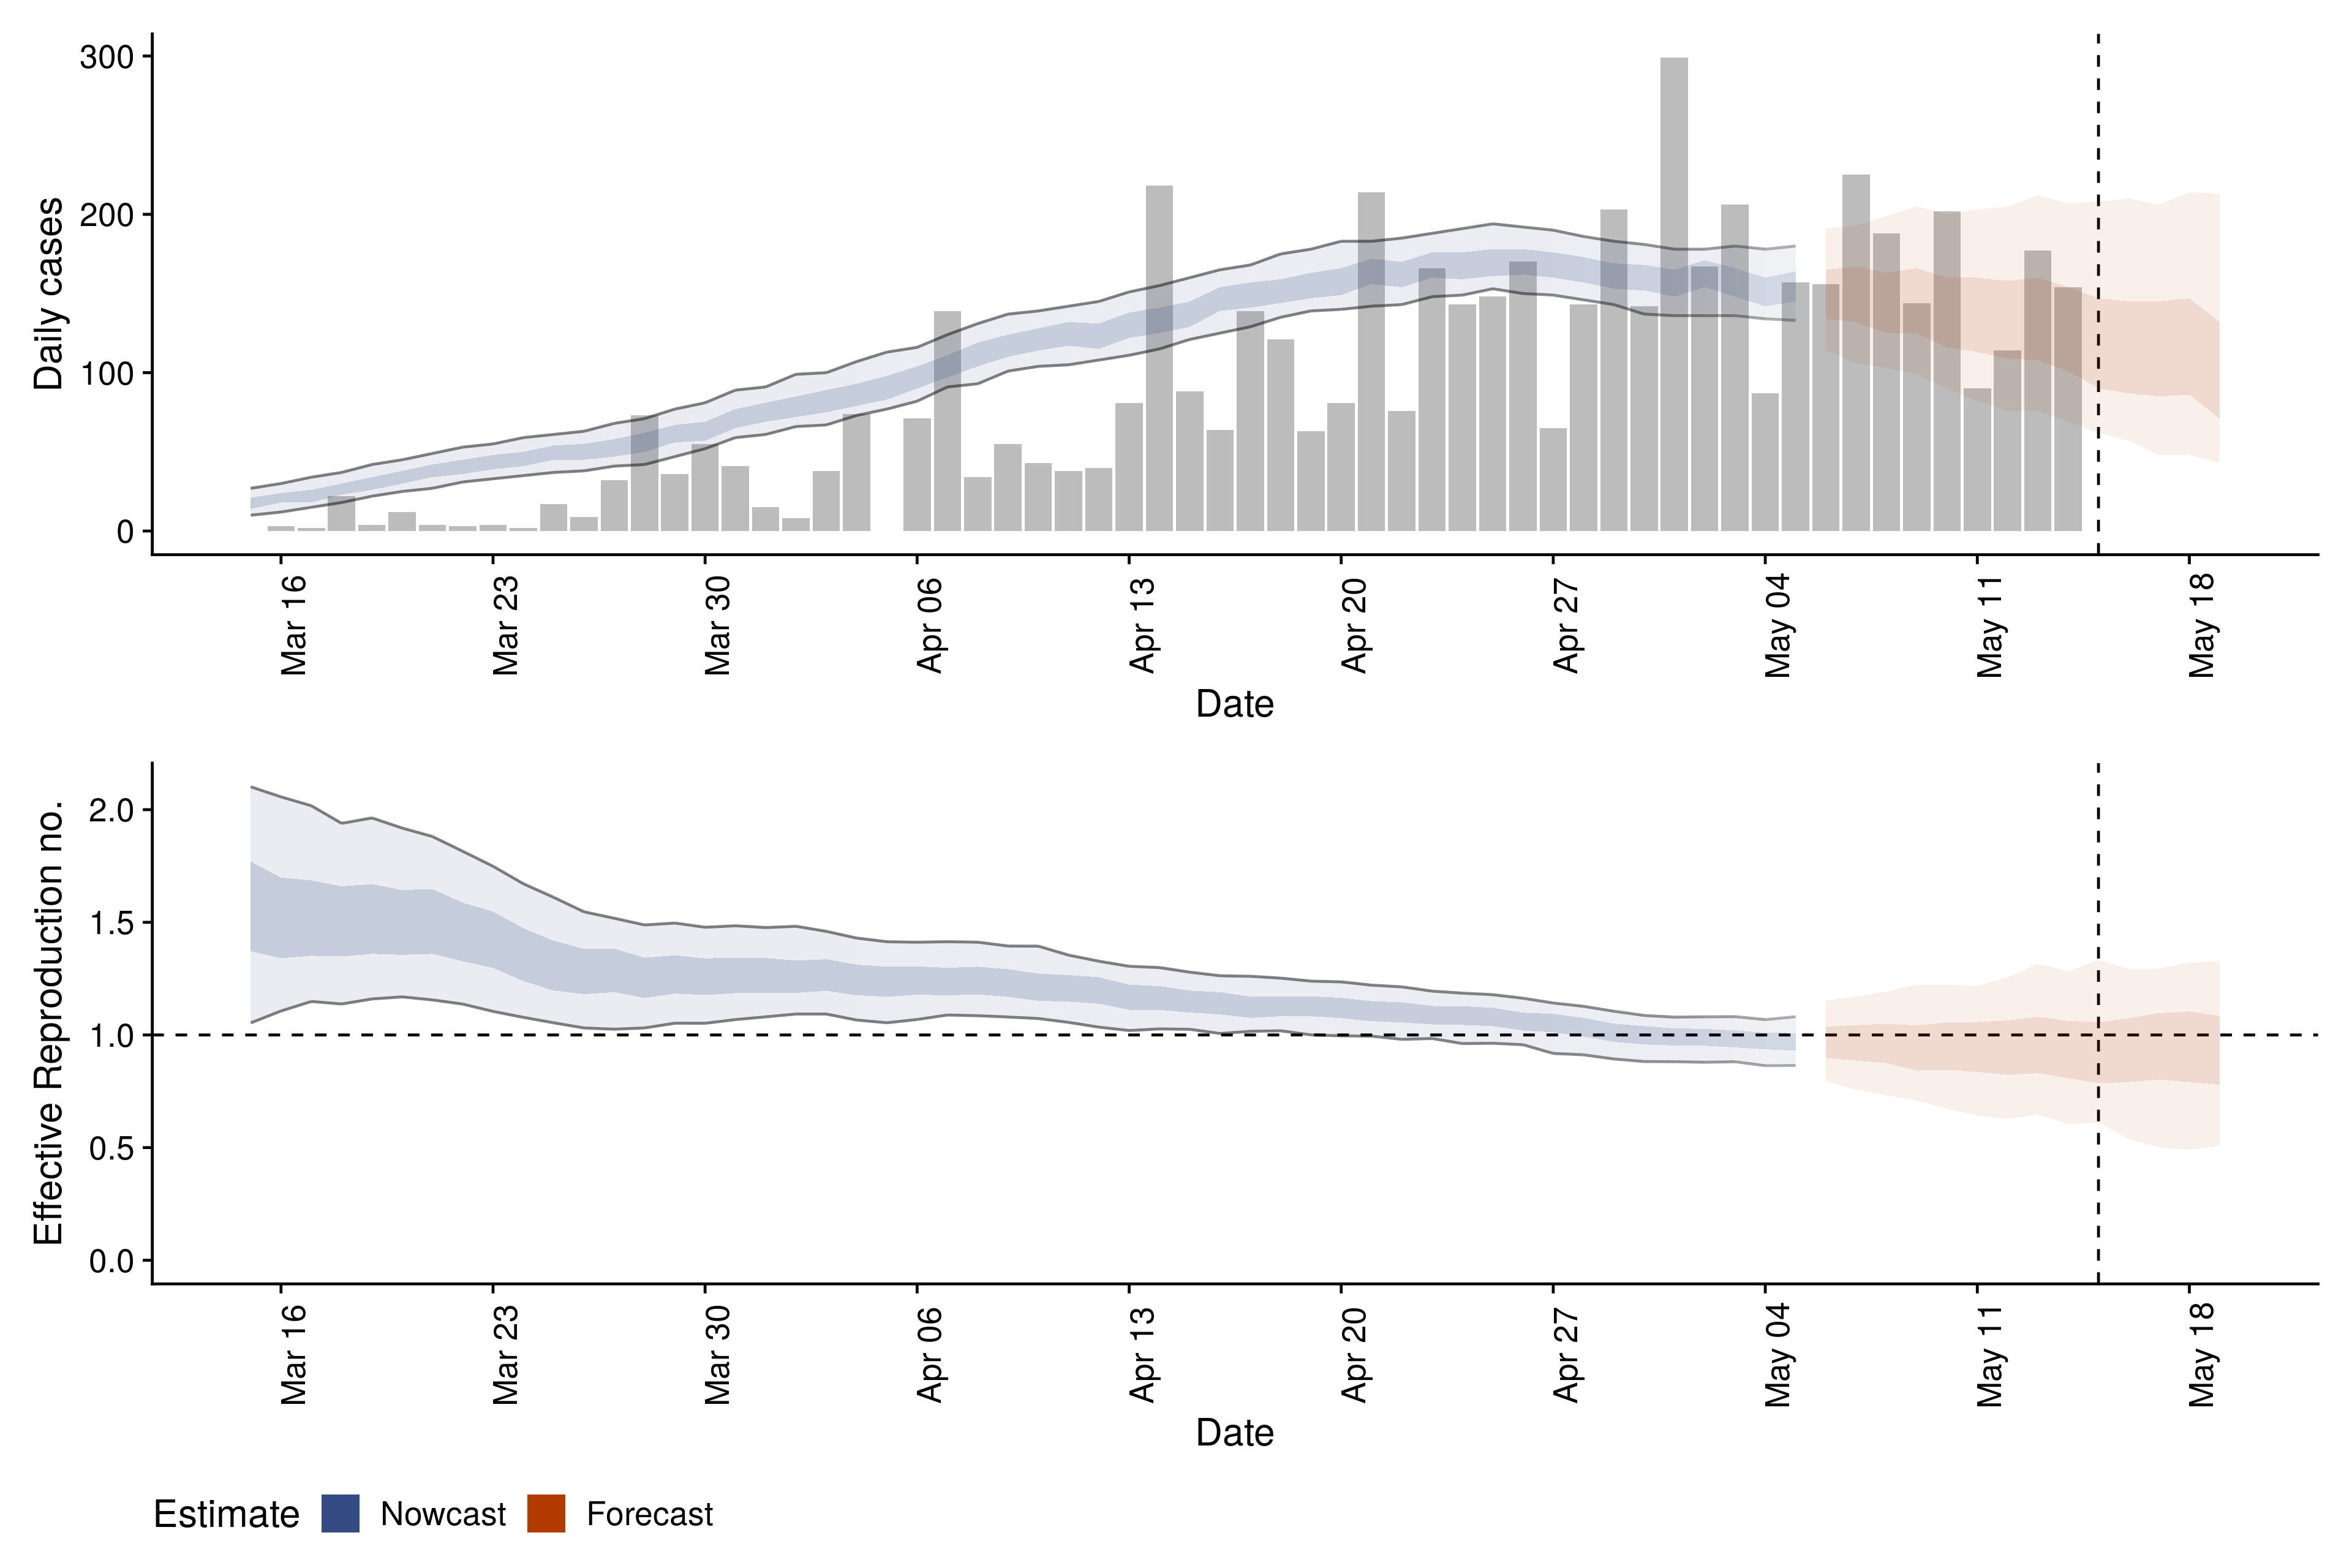 Daily cases
300
200
100
0
Mar 16
Mar 23
Mar 30
Apr 06
Apr 13
Apr 20
Apr 27
May 04
May 11
May 18
Date
Effective Reproduction no.
2.0
1.5
1.0
0.5
0.0
Mar 16
Mar 23
Mar 30
Apr 06
Apr 13
Apr 20
Apr 27
May 04
May 11
May 18
Date
Estimate Nowcast Forecast